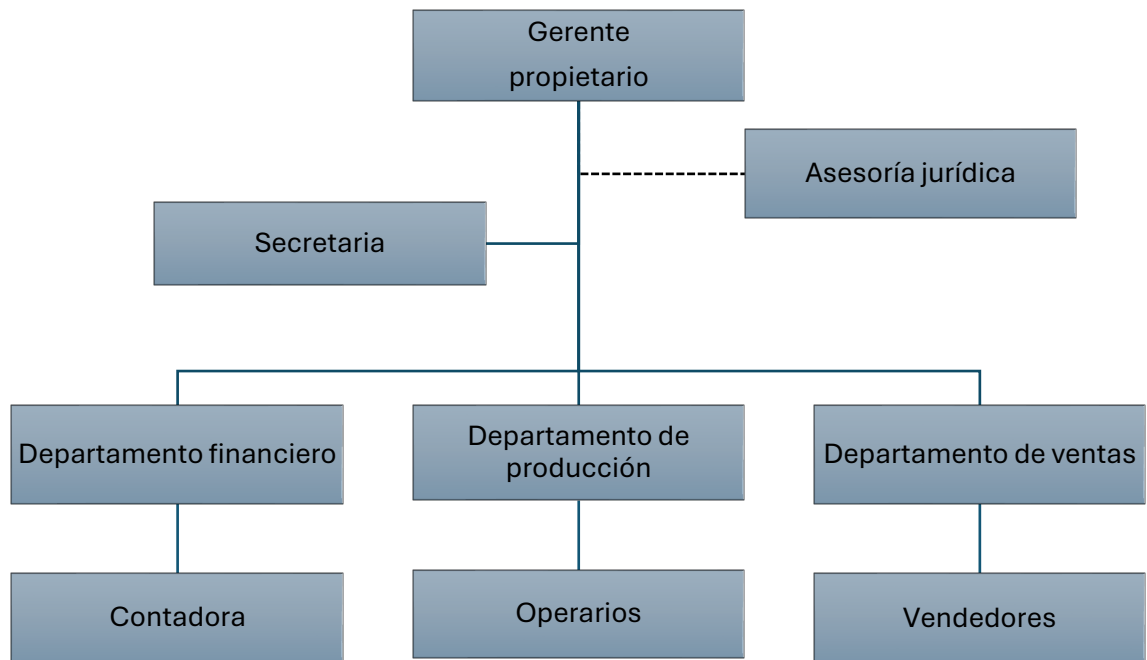 Gerente
propietario
Asesoría jurídica
Secretaria
Departamento financiero
Departamento de
producción
Departamento de ventas
Contadora
Operarios
Vendedores